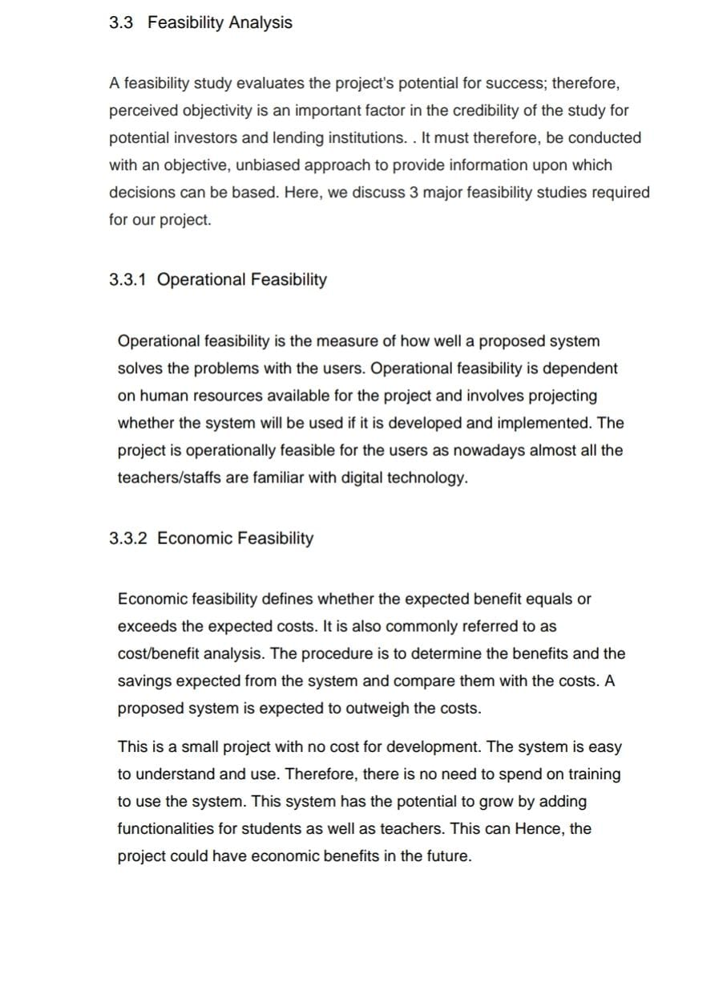 3.3 Feasibility Analysis
A feasibility study evaluates the project's potential for success; therefore,
perceived objectivity is an important factor in the credibility of the study for
potential investors and lending institutions. . It must therefore, be conducted
with an objective, unbiased approach to provide information upon which
decisions can be based. Here, we discuss 3 major feasibility studies required
for our project.
3.3.1 Operational Feasibility
Operational feasibility is the measure of how well a proposed system
solves the problems with the users. Operational feasibility is dependent
on human resources available for the project and involves projecting
whether the system will be used if it is developed and implemented. The
project is operationally feasible for the users as nowadays almost all the
teachers/staffs are familiar with digital technology.
3.3.2 Economic Feasibility
Economic feasibility defines whether the expected benefit equals or
exceeds the expected costs. It is also commonly referred to as
cost/benefit analysis. The procedure is to determine the benefits and the
savings expected from the system and compare them with the costs. A
proposed system is expected to outweigh the costs.
This is a small project with no cost for development. The system is easy
to understand and use. Therefore, there is no need to spend on training
to use the system. This system has the potential to grow by adding
functionalities for students as well as teachers. This can Hence, the
project could have economic benefits in the future.